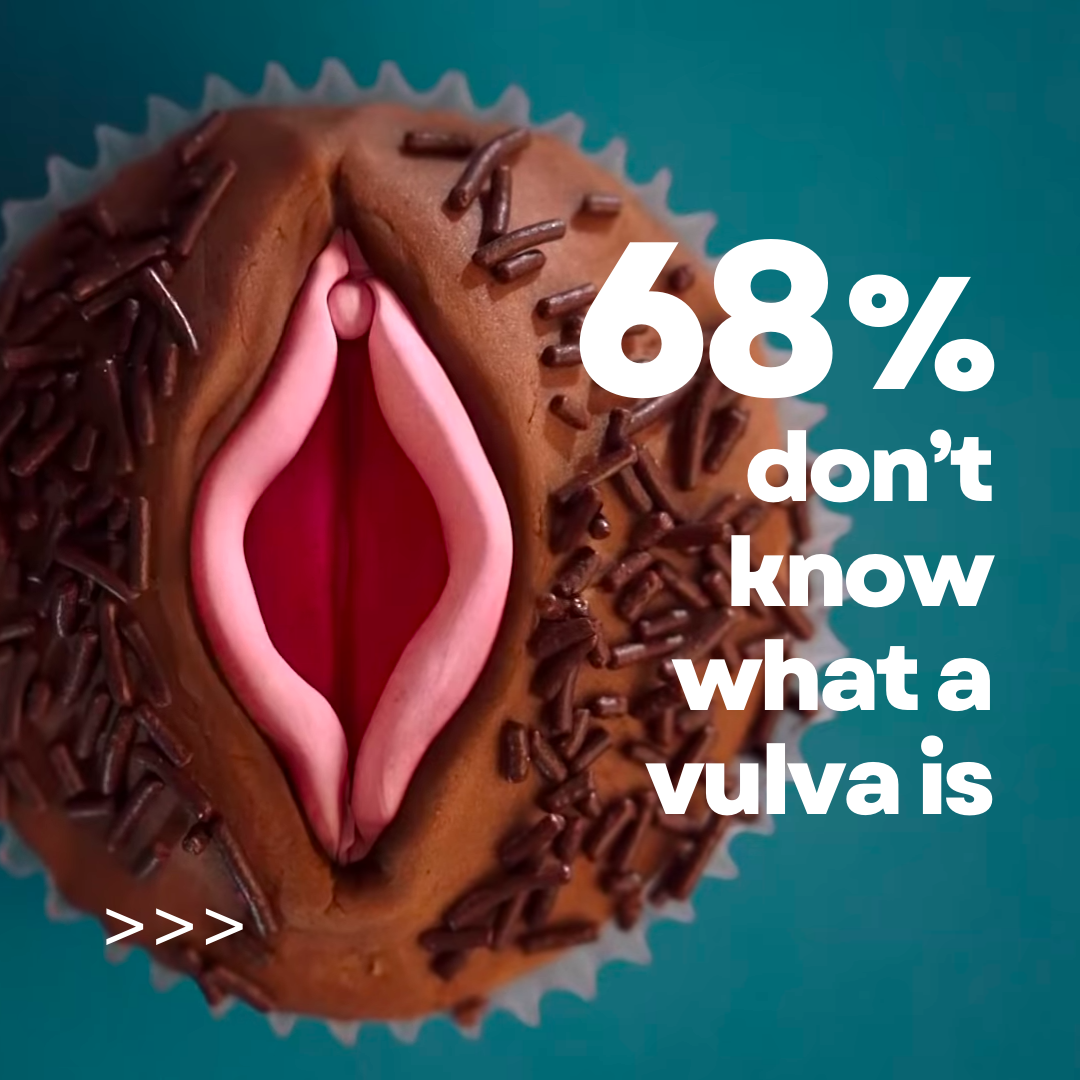 68%
don’t
know
what a
vulva is
>>>